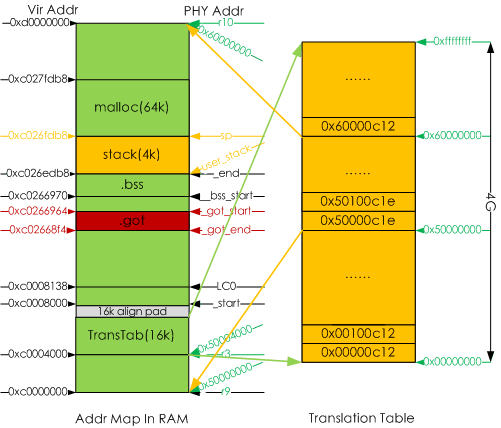 Vir Addr PHY Addr
0xd0000000 r10
0x60000000
0xffffffff
0xc027fdb8
......
malloc(64k)
0x60000c12
0xc026fdb8 sp 0x60000000
stack(4k)
user_stack
0xc026edb8 _end
......
.bss
0xc0266970 __bss_start 0x50100c1e
0xc0266964 _got_start 0x50000c1e
.got
0xc02668f4 _got_end 0x50000000
4G
......
0xc0008138 LC0
0xc0008000 _start
16k align pad
TransTab(16k) 0x00100c12
0x50004000
0xc0004000 r3 0x00000c12
0x00000000
0x50000000
0xc0000000 r9
Addr Map In RAM Translation Table